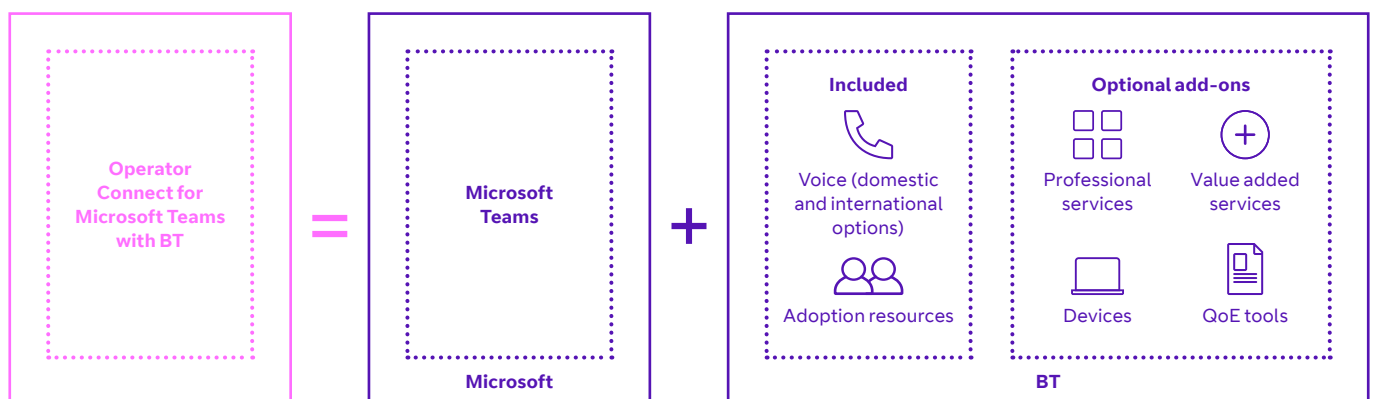 Operator
Connect for
Microsoft Teams
with BT
=
Microsoft
Teams
Microsoft
+
Included
Voice (domestic
and international
options)
Adoption resources
Optional add-ons
Professional
services
Value added
services
Devices
QoE tools
BT